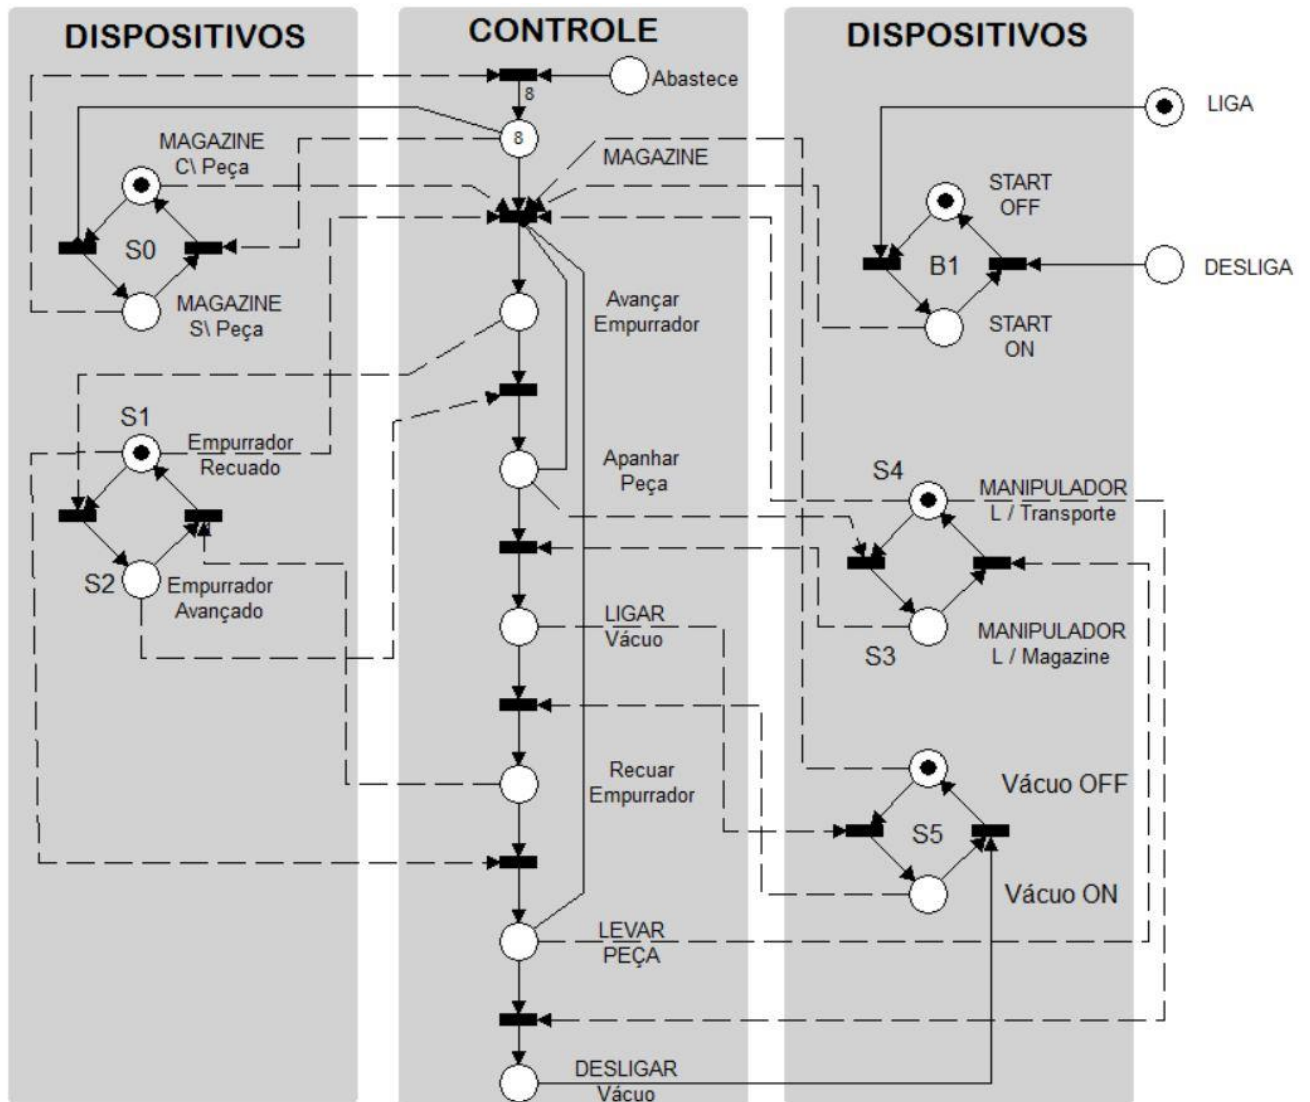 DISPOSITIVOS
CONTROLE
DISPOSITIVOS
Abastece
8
8
LIGA
MAGAZINE
C\ Peça
MAGAZINE
START
OFF
S0
B1
DESLIGA
MAGAZINE
S\ Peça
Avançar
Empurrador
START
ON
S1
Empurrador
Recuado
Apanhar
Peça
S4
MANIPULADOR
L / Transporte
S2
Empurrador
Avançado
LIGAR
Vácuo
S3
MANIPULADOR
L / Magazine
Recuar
Empurrador
Vácuo OFF
S5
Vácuo ON
LEVAR
PEÇA
DESLIGAR
Vácuo